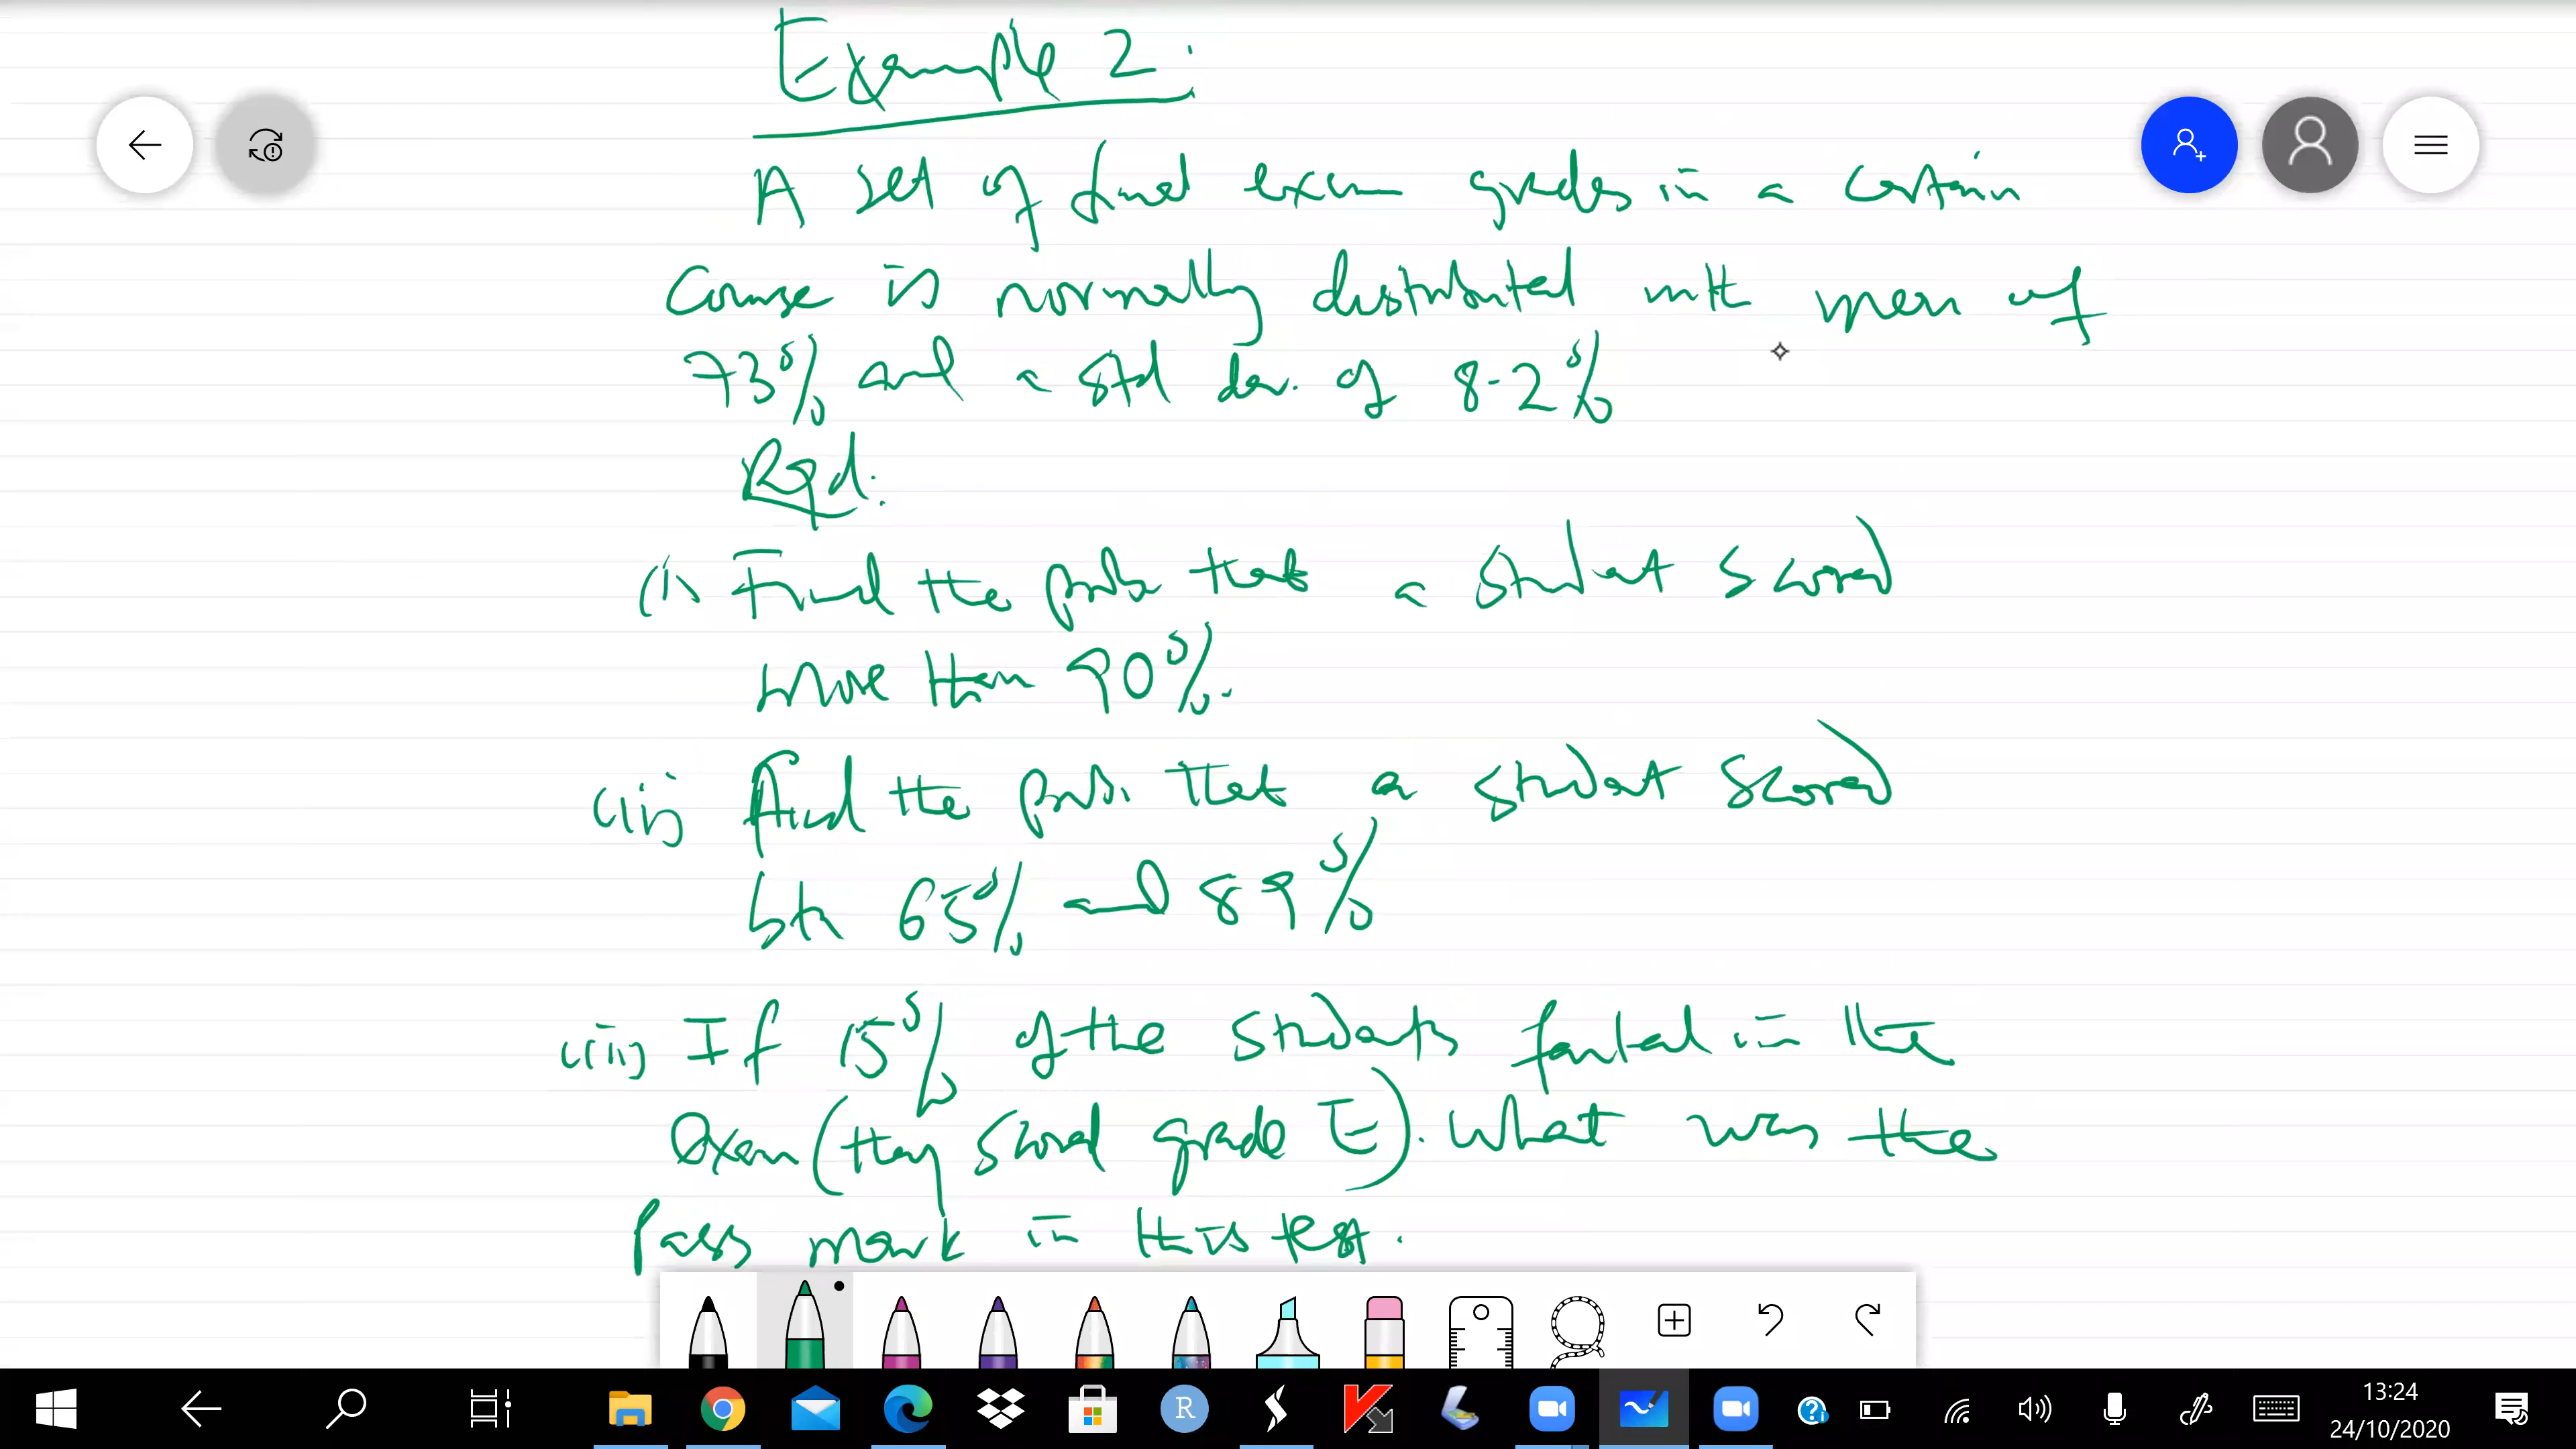 Example 2:
A set of final exam grades in a certain
Course is normally distributed with mean of
73% and a std dev. of 8.2%
Rqd:
(i) Find the prob that a student scored
more than 90%.
(ii) find the prob. that a student scored
btn 65% and 89%
(iii) If 15% of the students failed in the
exam (they scored grade E). What was the
pass mark in this test.
R
13:24
24/10/2020